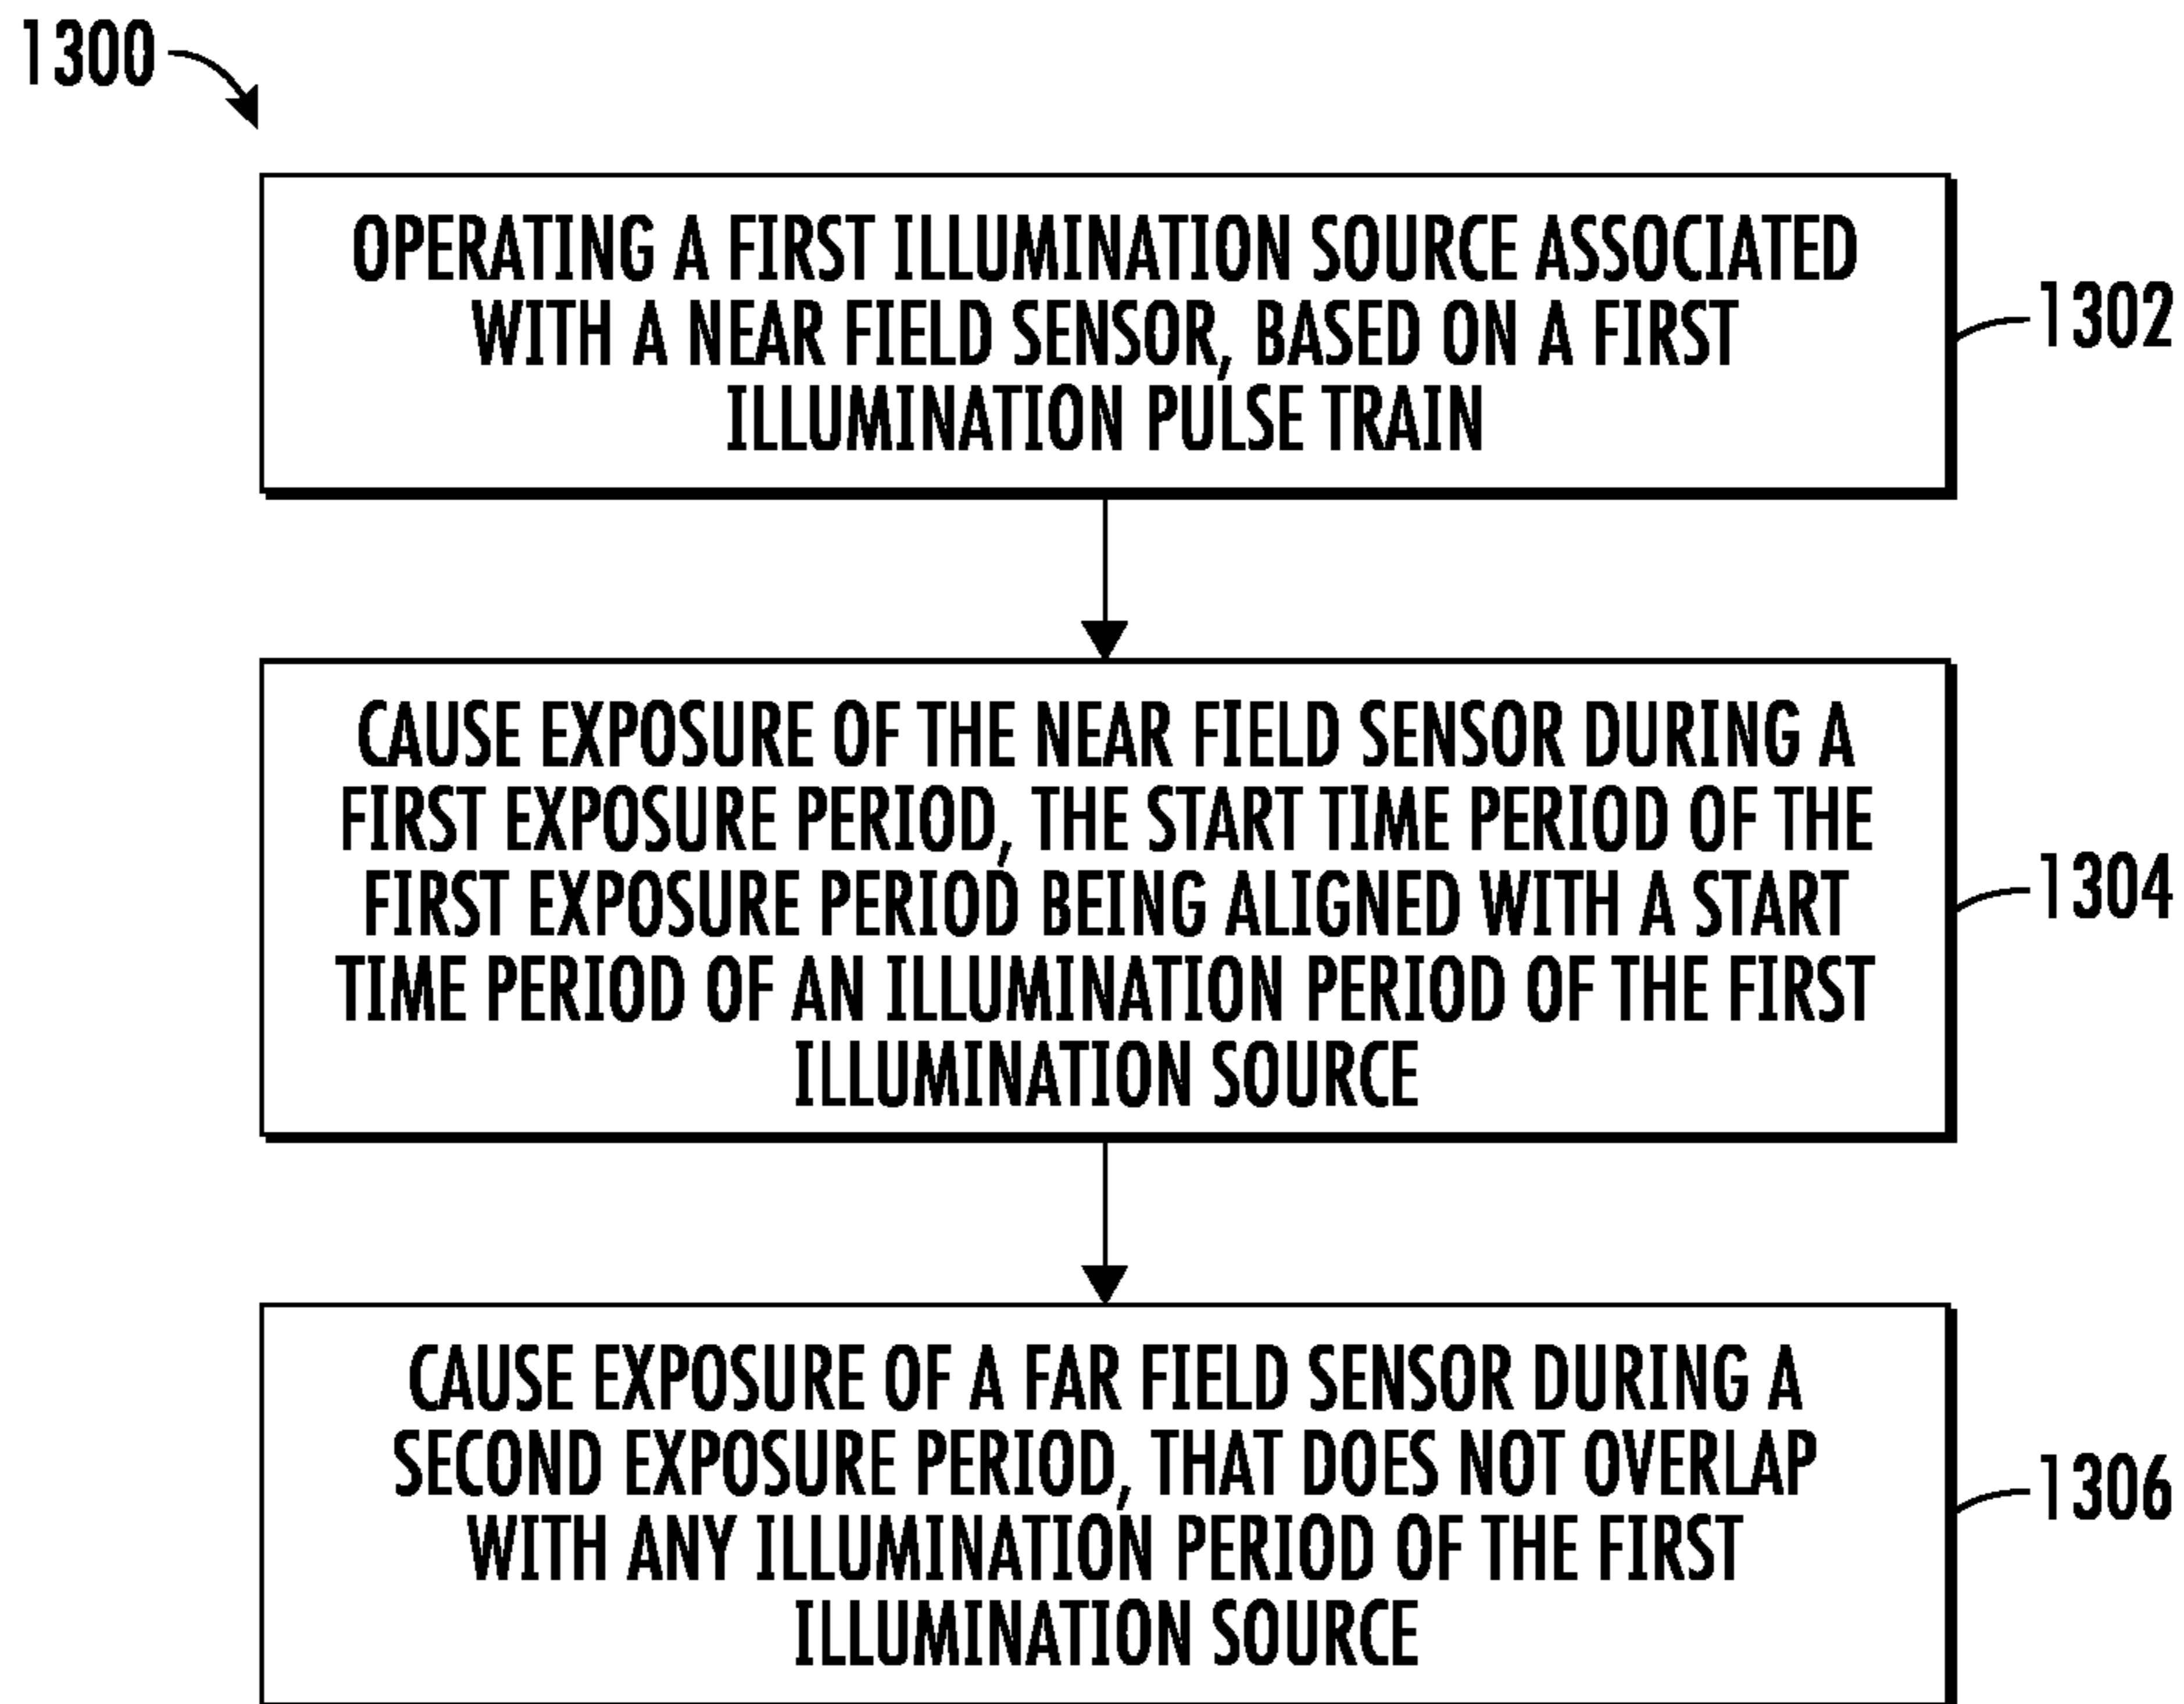 1300
OPERATING A FIRST ILLUMINATION SOURCE ASSOCIATED
WITH A NEAR FIELD SENSOR, BASED ON A FIRST
ILLUMINATION PULSE TRAIN
1302
CAUSE EXPOSURE OF THE NEAR FIELD SENSOR DURING A
FIRST EXPOSURE PERIOD, THE START TIME PERIOD OF THE
FIRST EXPOSURE PERIOD BEING ALIGNED WITH A START
TIME PERIOD OF AN ILLUMINATION PERIOD OF THE FIRST
ILLUMINATION SOURCE
1304
CAUSE EXPOSURE OF A FAR FIELD SENSOR DURING A
SECOND EXPOSURE PERIOD, THAT DOES NOT OVERLAP
WITH ANY ILLUMINATION PERIOD OF THE FIRST
ILLUMINATION SOURCE
1306